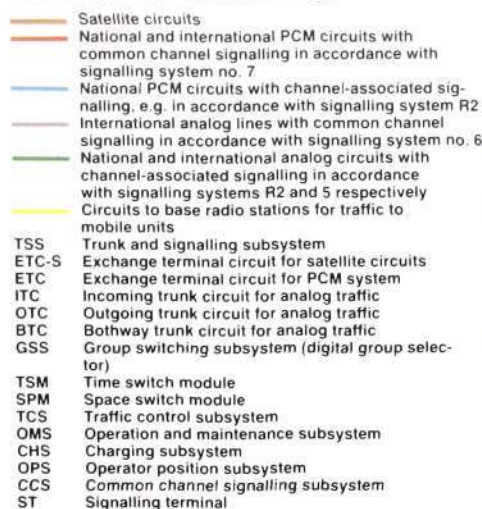 Satellite circuits
National and international PCM circuits with
common channel signalling in accordance with
signalling system no. 7
National PCM circuits with channel-associated sig-
nalling, e.g. in accordance with signalling system R2
International analog lines with common channel
signalling in accordance with signalling system no. 6
National and international analog circuits with
channel-associated signalling in accordance
with signalling systems R2 and 5 respectively
Circuits to base radio stations for traffic to
mobile units
TSS Trunk and signalling subsystem
ETC-S Exchange terminal circuit for satellite circuits
ETC Exchange terminal circuit for PCM system
ITC Incoming trunk circuit for analog traffic
OTC Outgoing trunk circuit for analog traffic
BTC Bothway trunk circuit for analog traffic
GSS Group switching subsystem (digital group selec-
tor)
TSM Time switch module
SPM Space switch module
TCS Traffic control subsystem
OMS Operation and maintenance subsystem
CHS Charging subsystem
OPS Operator position subsystem
CCS Common channel signalling subsystem
ST Signalling terminal